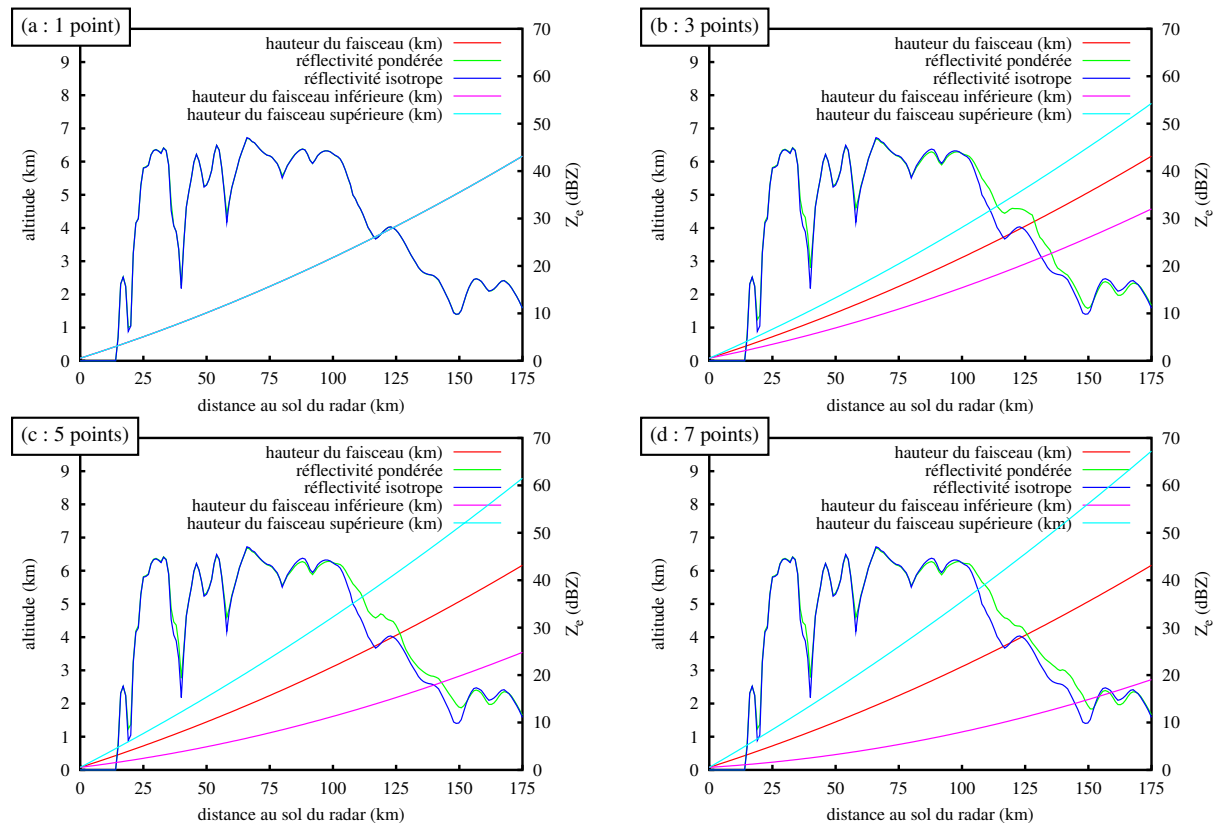 (a : 1 point)
hauteur du faisceau (km)
réflectivité pondérée
réflectivité isotrope
hauteur du faisceau inférieure (km)
hauteur du faisceau supérieure (km)
altitude (km)
0 1 2 3 4 5 6 7 8 9
Z_e (dBZ)
0 10 20 30 40 50 60 70
0 25 50 75 100 125 150 175
distance au sol du radar (km)
(b : 3 points)
hauteur du faisceau (km)
réflectivité pondérée
réflectivité isotrope
hauteur du faisceau inférieure (km)
hauteur du faisceau supérieure (km)
altitude (km)
0 1 2 3 4 5 6 7 8 9
Z_e (dBZ)
0 10 20 30 40 50 60 70
0 25 50 75 100 125 150 175
distance au sol du radar (km)
(c : 5 points)
hauteur du faisceau (km)
réflectivité pondérée
réflectivité isotrope
hauteur du faisceau inférieure (km)
hauteur du faisceau supérieure (km)
altitude (km)
0 1 2 3 4 5 6 7 8 9
Z_e (dBZ)
0 10 20 30 40 50 60 70
0 25 50 75 100 125 150 175
distance au sol du radar (km)
(d : 7 points)
hauteur du faisceau (km)
réflectivité pondérée
réflectivité isotrope
hauteur du faisceau inférieure (km)
hauteur du faisceau supérieure (km)
altitude (km)
0 1 2 3 4 5 6 7 8 9
Z_e (dBZ)
0 10 20 30 40 50 60 70
0 25 50 75 100 125 150 175
distance au sol du radar (km)